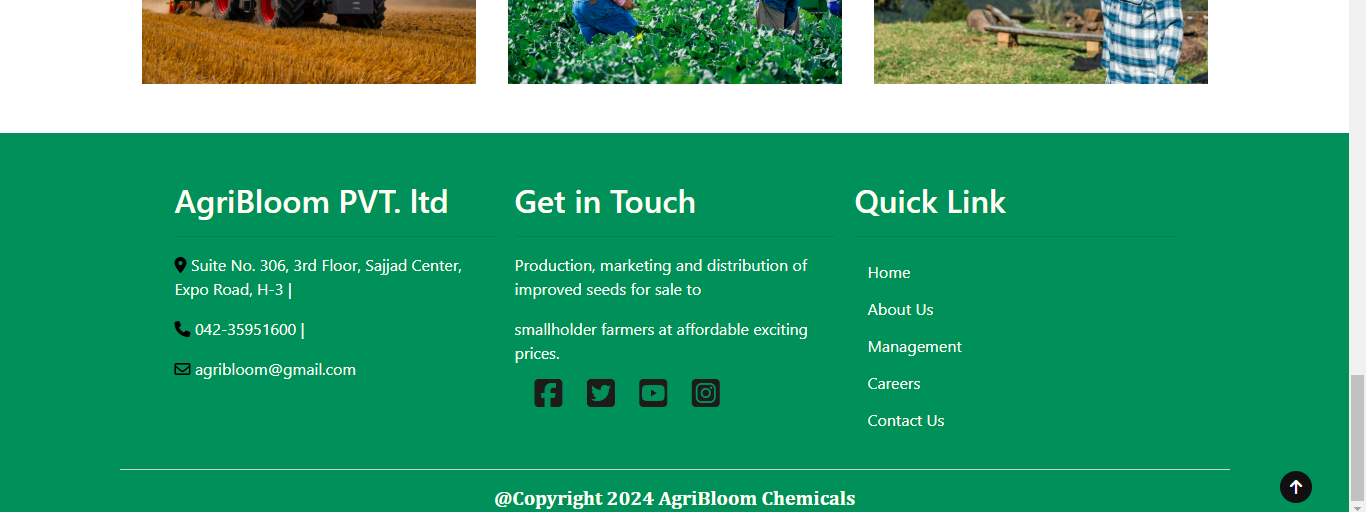 AgriBloom PVT. ltd
Suite No. 306, 3rd Floor, Sajjad Center,
Expo Road, H-3 |
042-35951600 |
agribloom@gmail.com
Get in Touch
Production, marketing and distribution of
improved seeds for sale to
smallholder farmers at affordable exciting
prices.
Quick Link
Home
About Us
Management
Careers
Contact Us
@Copyright 2024 AgriBloom Chemicals